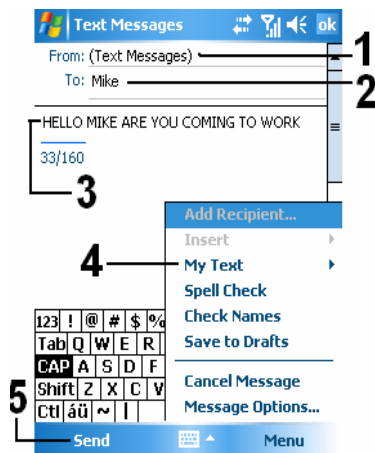 Text Messages ok
From: (Text Messages) 1
To: Mike 2
HELLO MIKE ARE YOU COMING TO WORK
33/160
3
Add Recipient...
Insert
4 My Text
Spell Check
Check Names
Save to Drafts
Cancel Message
Message Options...
123 ! @ # $ %
Tab Q W E R
CAP A S D F
Shift Z X C V
Ctl áü ~ |
5
Send Menu